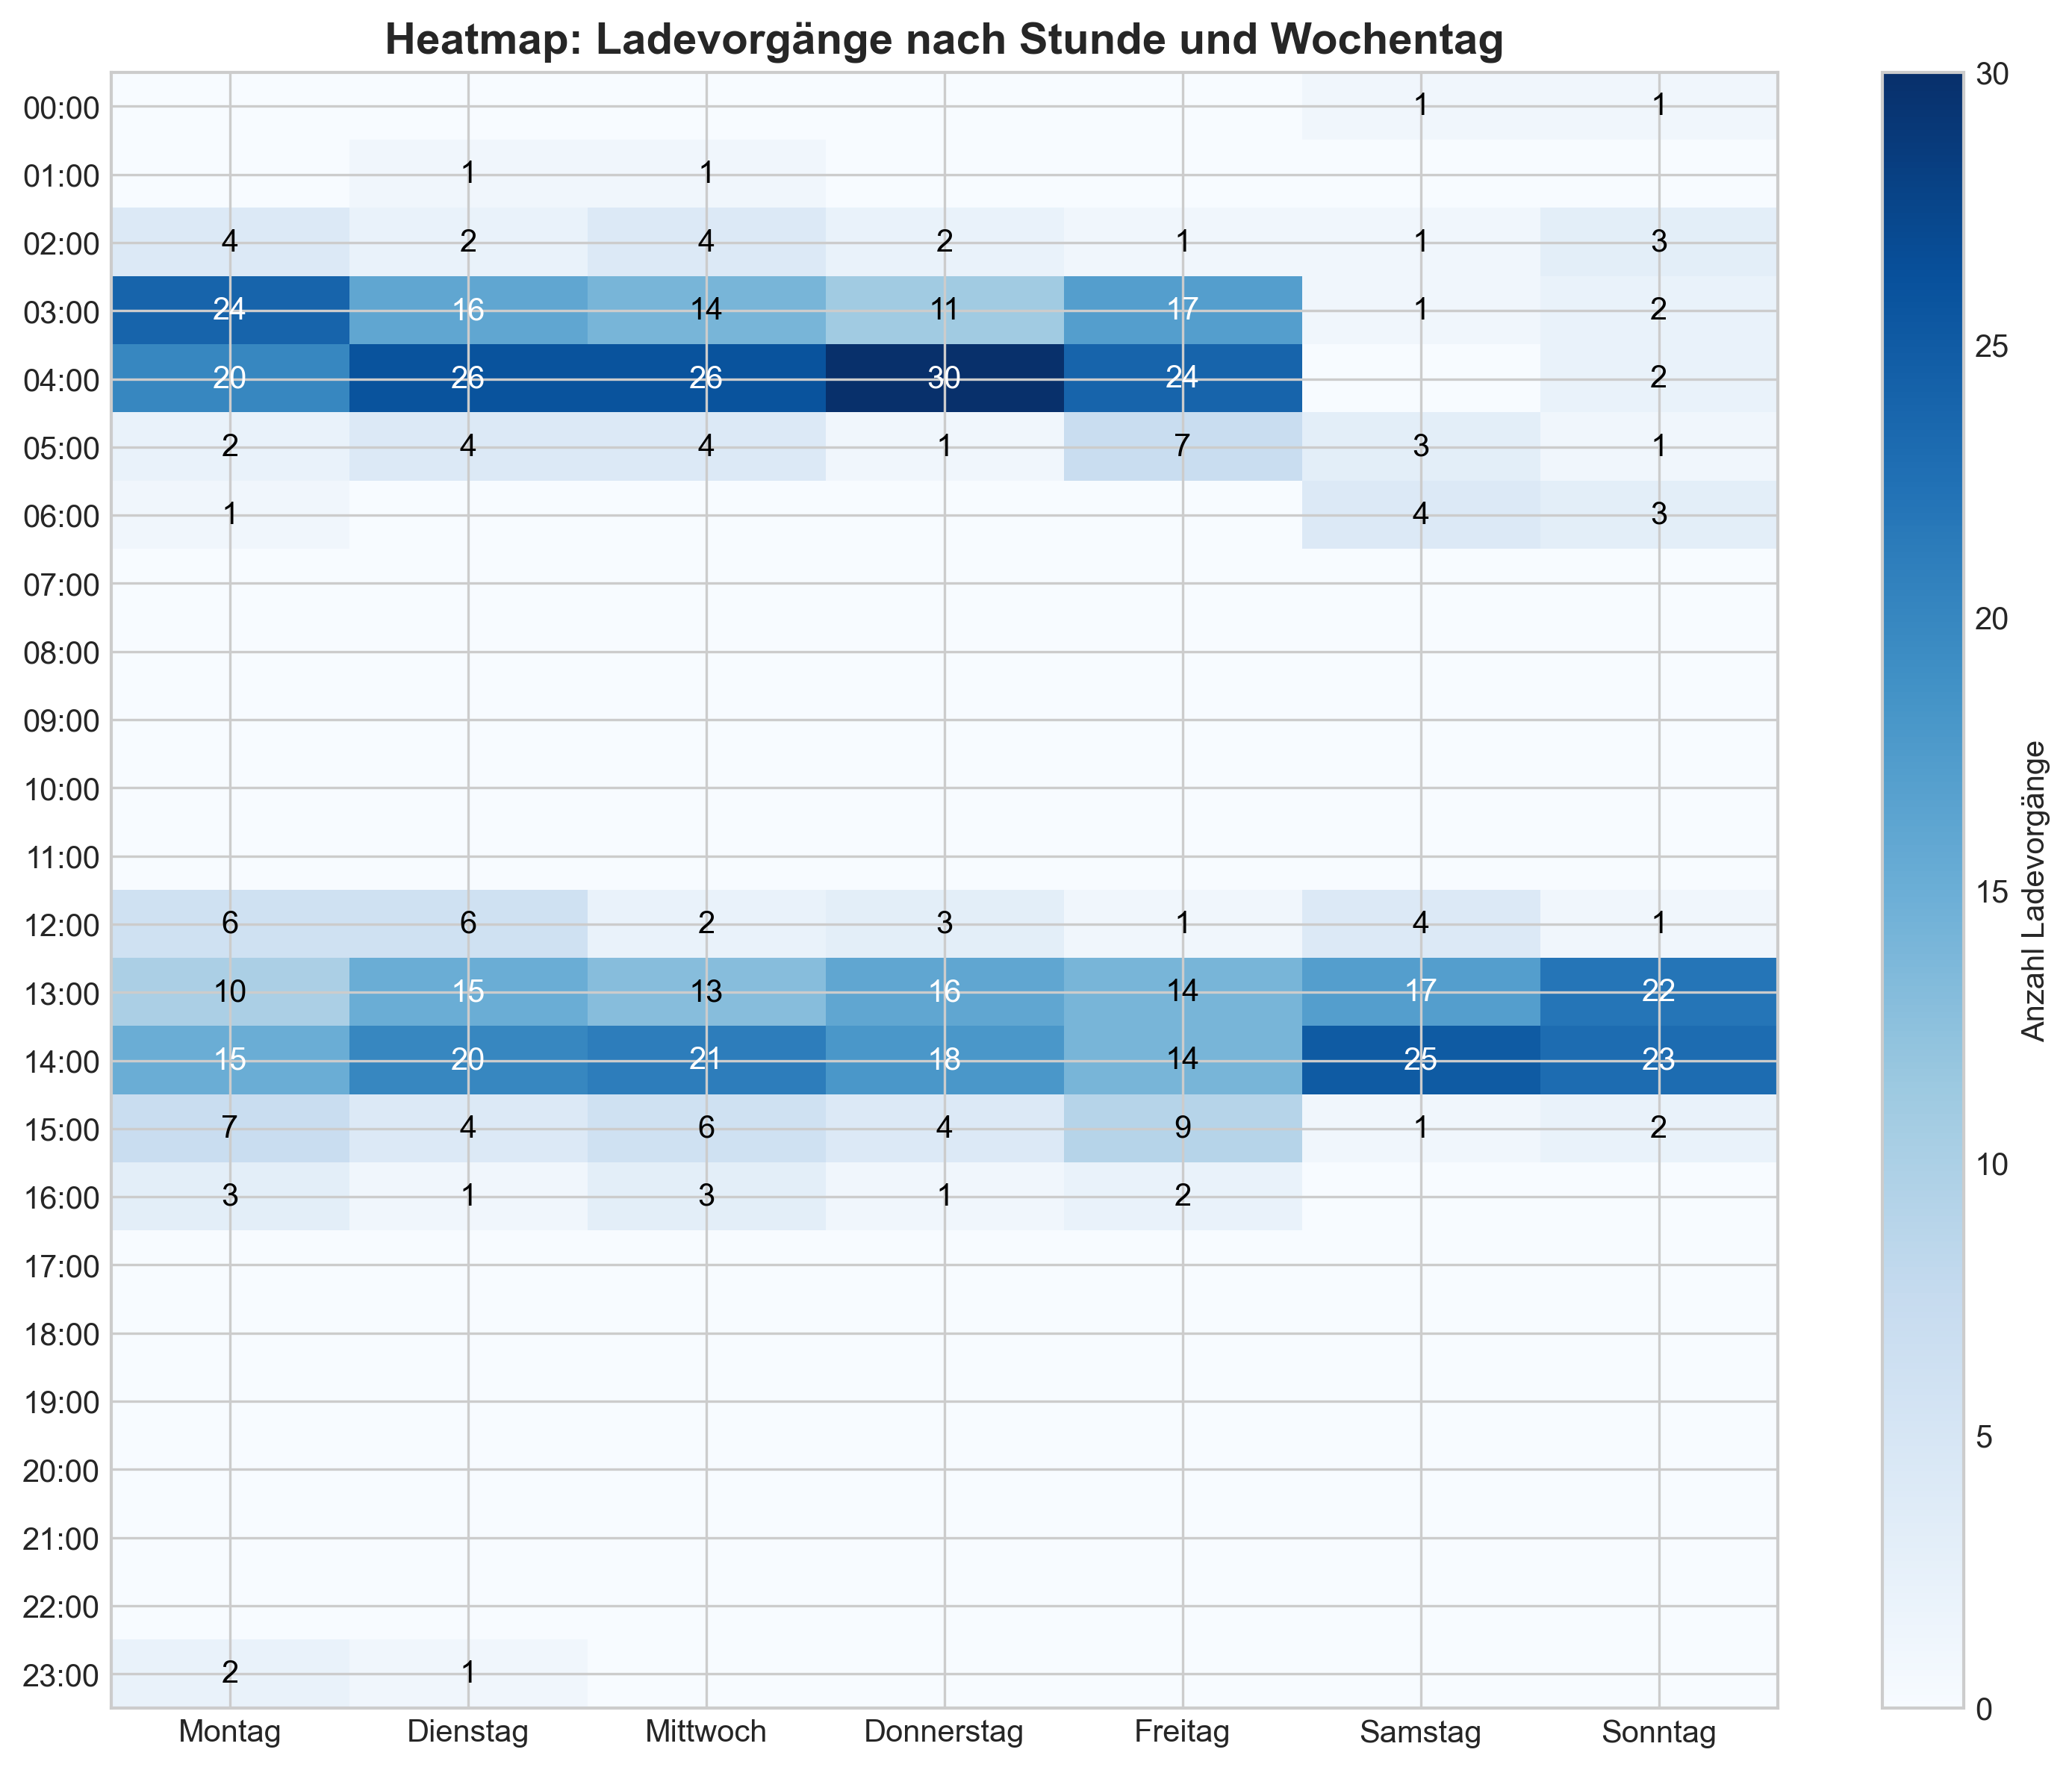 Heatmap: Ladevorgänge nach Stunde und Wochentag
00:00 1 1
01:00 1 1
02:00 4 2 4 2 1 1 3
03:00 24 16 14 11 17 1 2
04:00 20 26 26 30 24 2
05:00 2 4 4 1 7 3 1
06:00 1 4 3
07:00
08:00
09:00
10:00
11:00
12:00 6 6 2 3 1 4 1
13:00 10 15 13 16 14 17 22
14:00 15 20 21 18 14 25 23
15:00 7 4 6 4 9 1 2
16:00 3 1 3 1 2
17:00
18:00
19:00
20:00
21:00
22:00
23:00 2 1
Montag Dienstag Mittwoch Donnerstag Freitag Samstag Sonntag
30
25
20
15
10
5
0
Anzahl Ladevorgänge